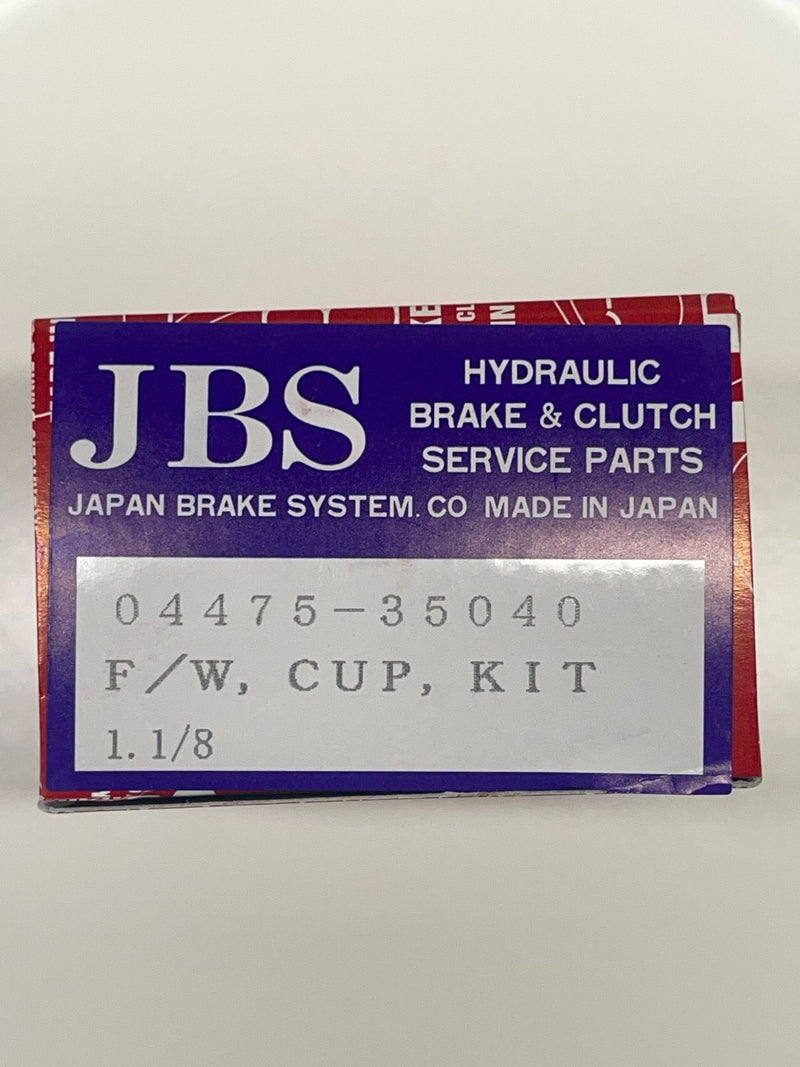 JBS
HYDRAULIC
BRAKE & CLUTCH
SERVICE PARTS
JAPAN BRAKE SYSTEM. CO MADE IN JAPAN
04475-35040
F/W, CUP, KIT
1. 1/8